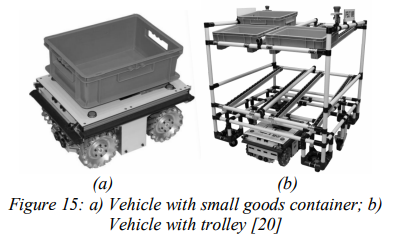 (a) (b)
Figure 15: a) Vehicle with small goods container; b)
Vehicle with trolley [20]